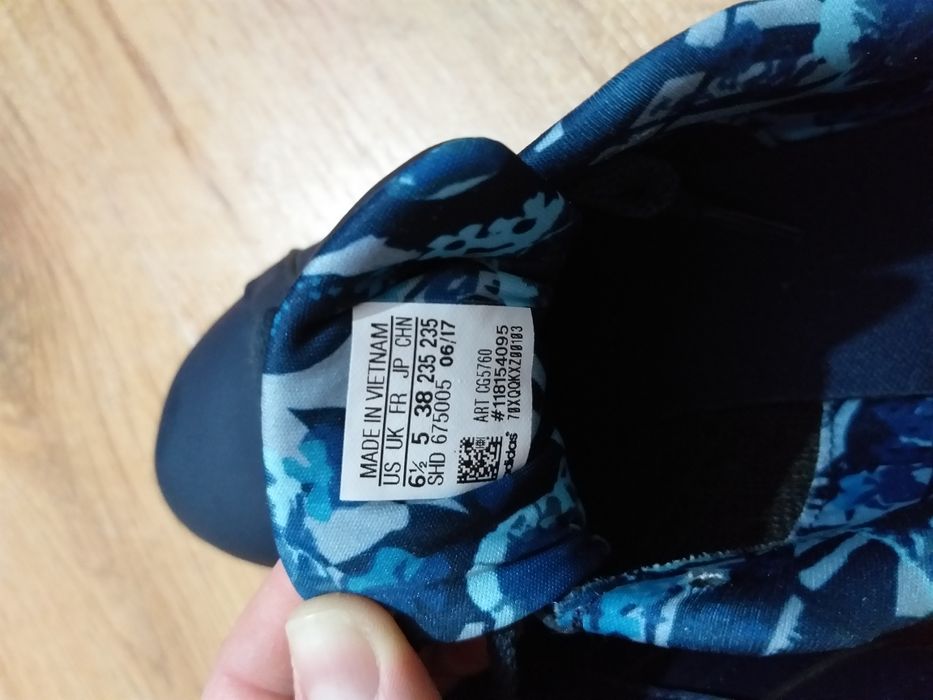 MADE IN VIETNAM
US UK FR JP CHN
6½ 5 38 235 235
SHD 675005 06/17
ART CG5760
#118154095
70XQQKXZ00103
adidas